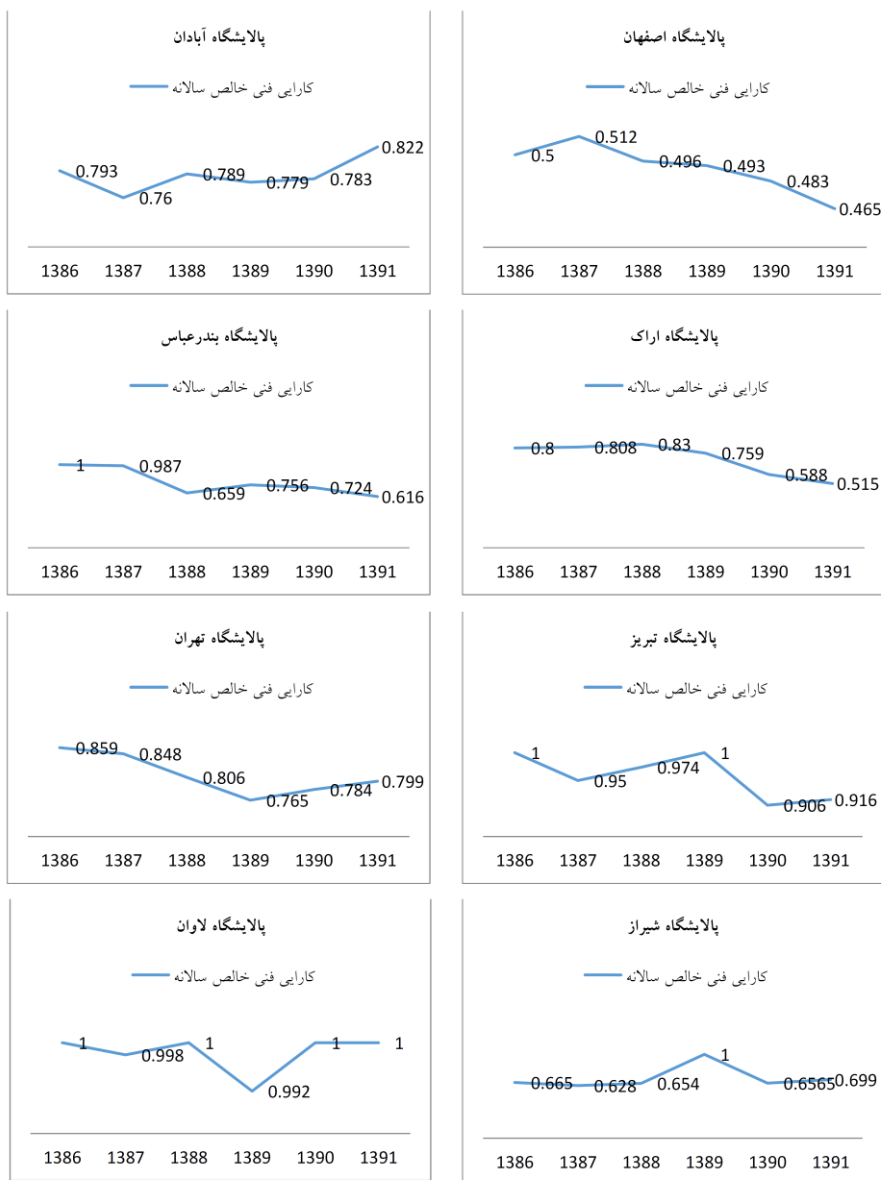 پالایشگاه اصفهان
کارایی فنی خالص سالانه
0.5 0.512 0.496 0.493 0.483 0.465
1386 1387 1388 1389 1390 1391
پالایشگاه آبادان
کارایی فنی خالص سالانه
0.793 0.76 0.789 0.779 0.783 0.822
1386 1387 1388 1389 1390 1391
پالایشگاه اراک
کارایی فنی خالص سالانه
0.8 0.808 0.83 0.759 0.588 0.515
1386 1387 1388 1389 1390 1391
پالایشگاه بندرعباس
کارایی فنی خالص سالانه
1 0.987 0.659 0.756 0.724 0.616
1386 1387 1388 1389 1390 1391
پالایشگاه تبریز
کارایی فنی خالص سالانه
1 0.95 0.974 1 0.906 0.916
1386 1387 1388 1389 1390 1391
پالایشگاه تهران
کارایی فنی خالص سالانه
0.859 0.848 0.806 0.765 0.784 0.799
1386 1387 1388 1389 1390 1391
پالایشگاه شیراز
کارایی فنی خالص سالانه
0.665 0.628 0.654 1 0.6565 0.699
1386 1387 1388 1389 1390 1391
پالایشگاه لاوان
کارایی فنی خالص سالانه
1 0.998 1 0.992 1 1
1386 1387 1388 1389 1390 1391